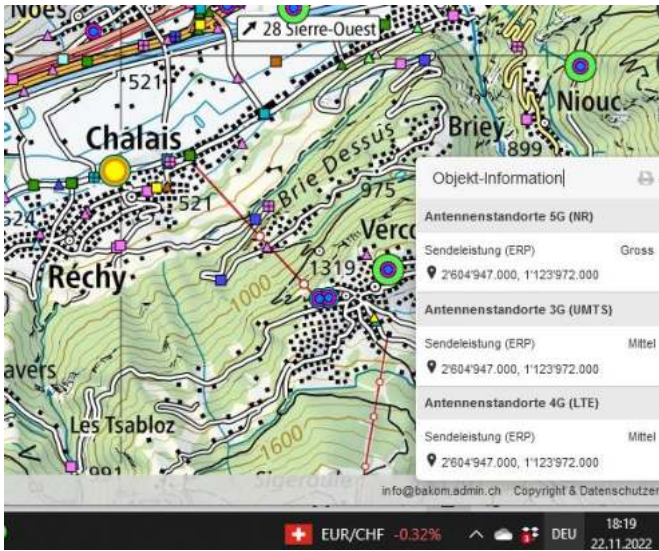 Noës
28 Sierre-Ouest
521
Chalais
Niouc
Briey
899
Brie Dessus
975
521
524
Verco
Réchy
1319
1000
avers
Les Tsabloz
1600
991
Objekt-Information
Antennenstandorte 5G (NR)
Sendeleistung (ERP) Gross
2'604'947.000, 1'123'972.000
Antennenstandorte 3G (UMTS)
Sendeleistung (ERP) Mittel
2'604'947.000, 1'123'972.000
Antennenstandorte 4G (LTE)
Sendeleistung (ERP) Mittel
2'604'947.000, 1'123'972.000
info@bakom.admin.ch Copyright & Datenschutzer
EUR/CHF -0.32% DEU 18:19
22.11.2022